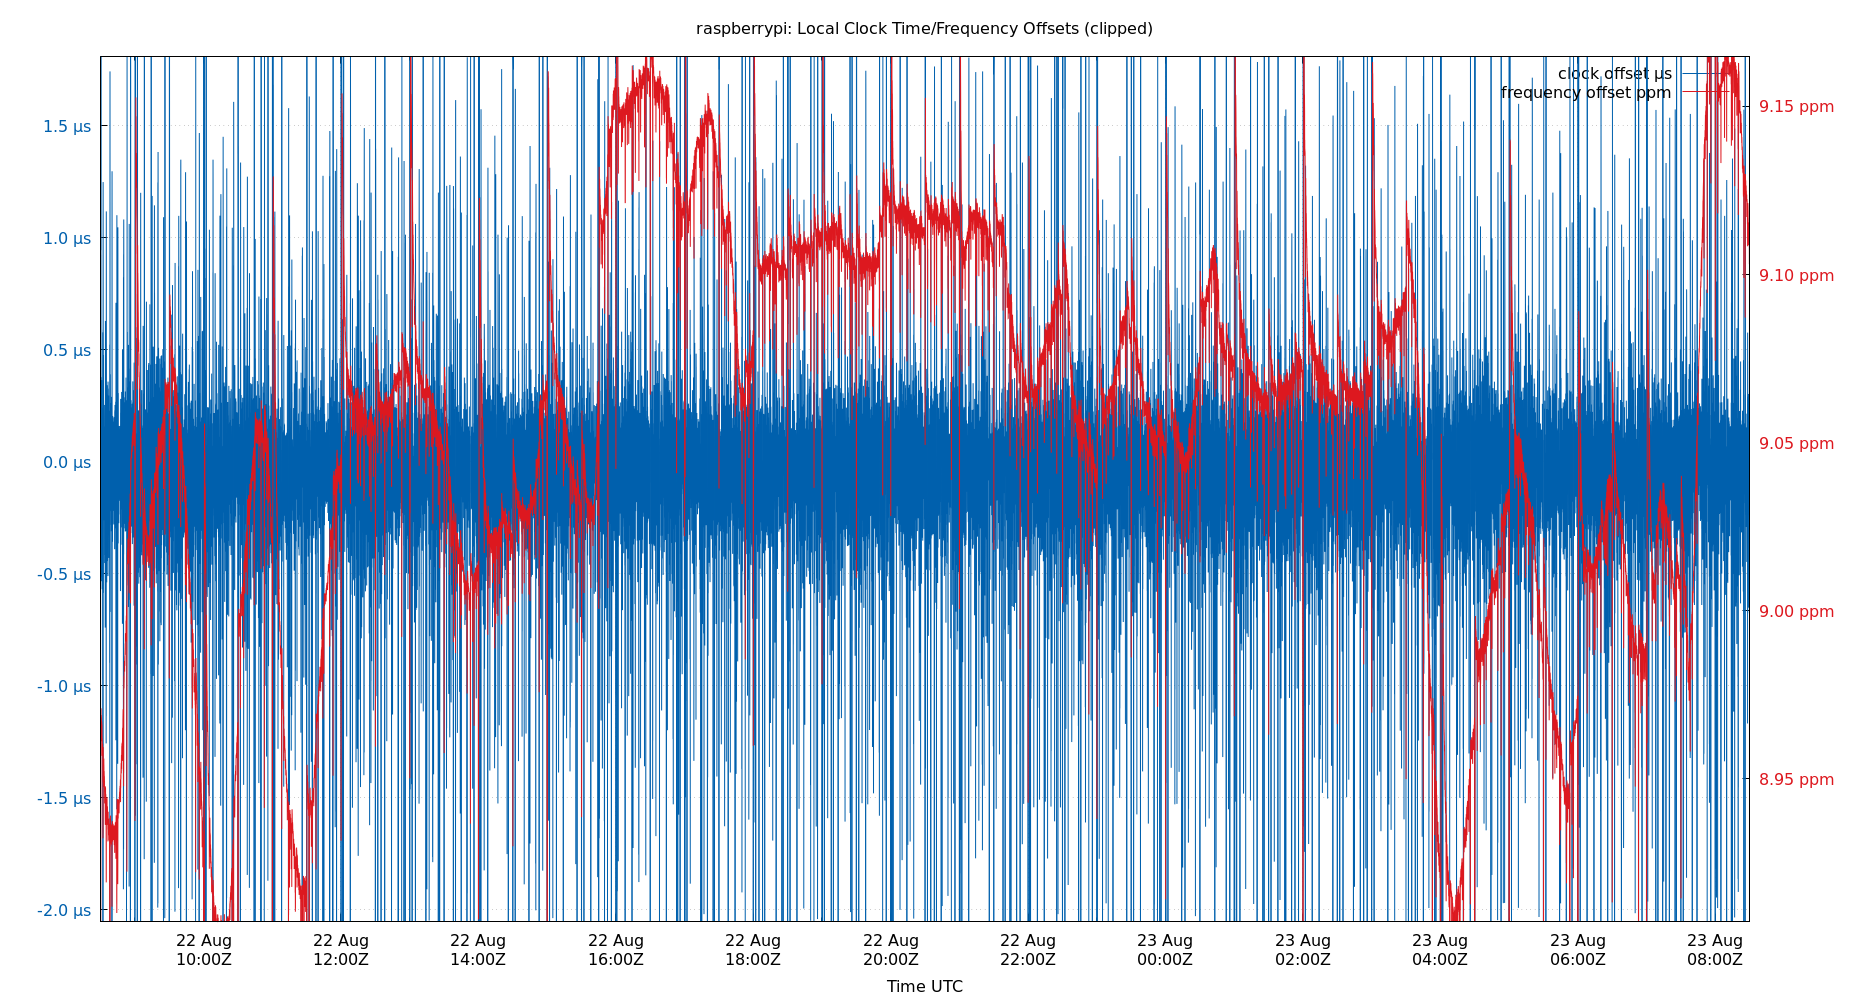 raspberrypi: Local Clock Time/Frequency Offsets (clipped)
clock offset µs
frequency offset ppm
1.5 µs
1.0 µs
0.5 µs
0.0 µs
-0.5 µs
-1.0 µs
-1.5 µs
-2.0 µs
9.15 ppm
9.10 ppm
9.05 ppm
9.00 ppm
8.95 ppm
22 Aug 22 Aug 22 Aug 22 Aug 22 Aug 22 Aug 22 Aug 23 Aug 23 Aug 23 Aug 23 Aug 23 Aug
10:00Z 12:00Z 14:00Z 16:00Z 18:00Z 20:00Z 22:00Z 00:00Z 02:00Z 04:00Z 06:00Z 08:00Z
Time UTC